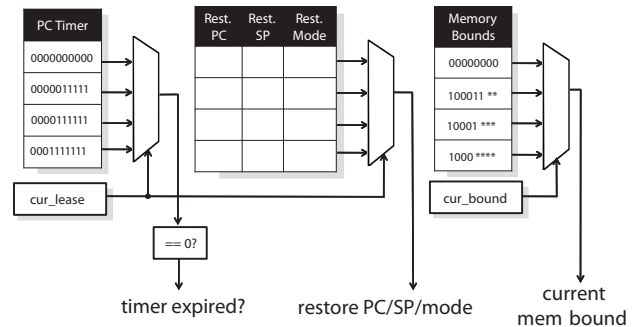 PC Timer
0000000000
0000011111
0000111111
0001111111
cur_lease
== 0?
timer expired?
Rest. PC
Rest. SP
Rest. Mode
restore PC/SP/mode
Memory
Bounds
00000000
100011 **
10001 ***
1000 ****
cur_bound
current
mem bound